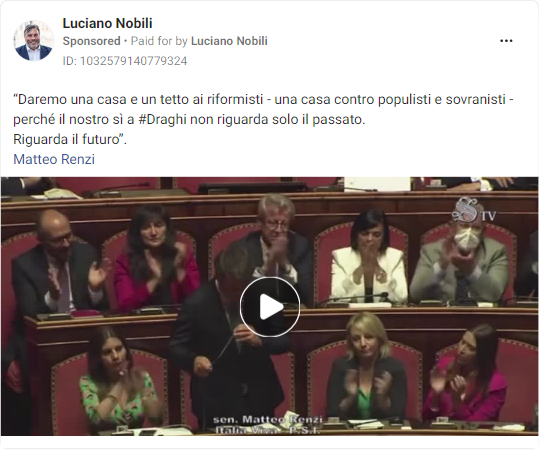 Luciano Nobili
Sponsored • Paid for by Luciano Nobili
ID: 1032579140779324
“Daremo una casa e un tetto ai riformisti - una casa contro populisti e sovranisti -
perché il nostro sì a #Draghi non riguarda solo il passato.
Riguarda il futuro”.
Matteo Renzi
S TV
sen. Matteo Renzi
Italia Viva - P.S.I.